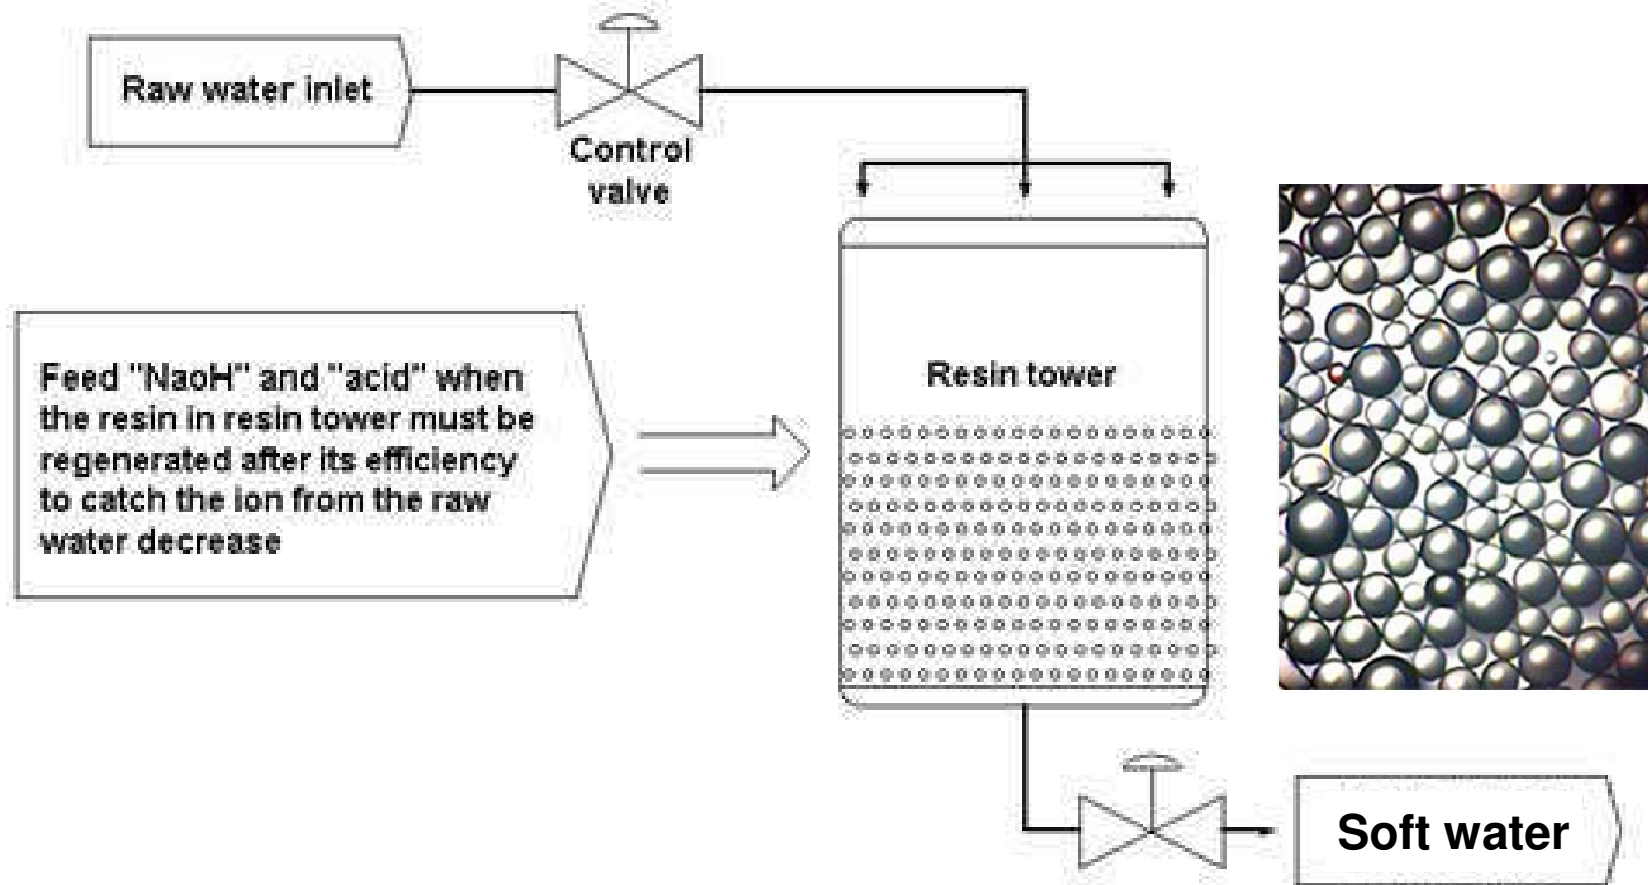 Raw water inlet
Control
valve
Feed "NaoH" and "acid" when
the resin in resin tower must be
regenerated after its efficiency
to catch the ion from the raw
water decrease
Resin tower
Soft water